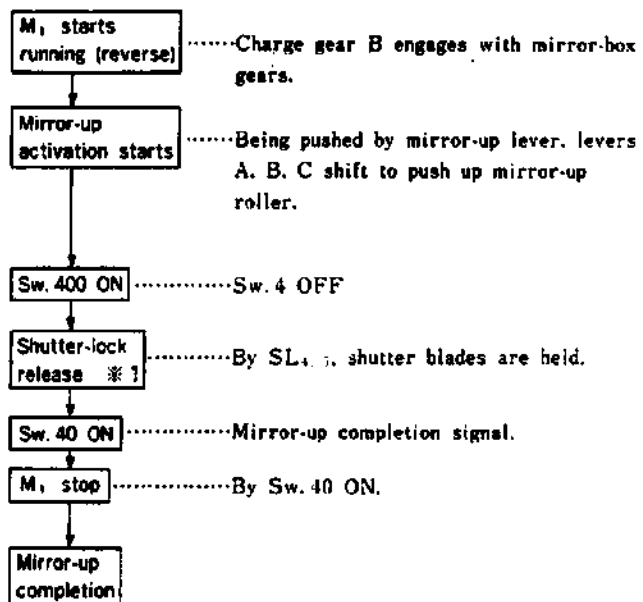 M₁ starts
running (reverse)
Charge gear B engages with mirror-box
gears.
Mirror-up
activation starts
Being pushed by mirror-up lever, levers
A, B, C shift to push up mirror-up
roller.
Sw. 400 ON
Sw. 4 OFF
Shutter-lock
release ※1
By SL₄.₅, shutter blades are held.
Sw. 40 ON
Mirror-up completion signal.
M₁ stop
By Sw. 40 ON.
Mirror-up
completion